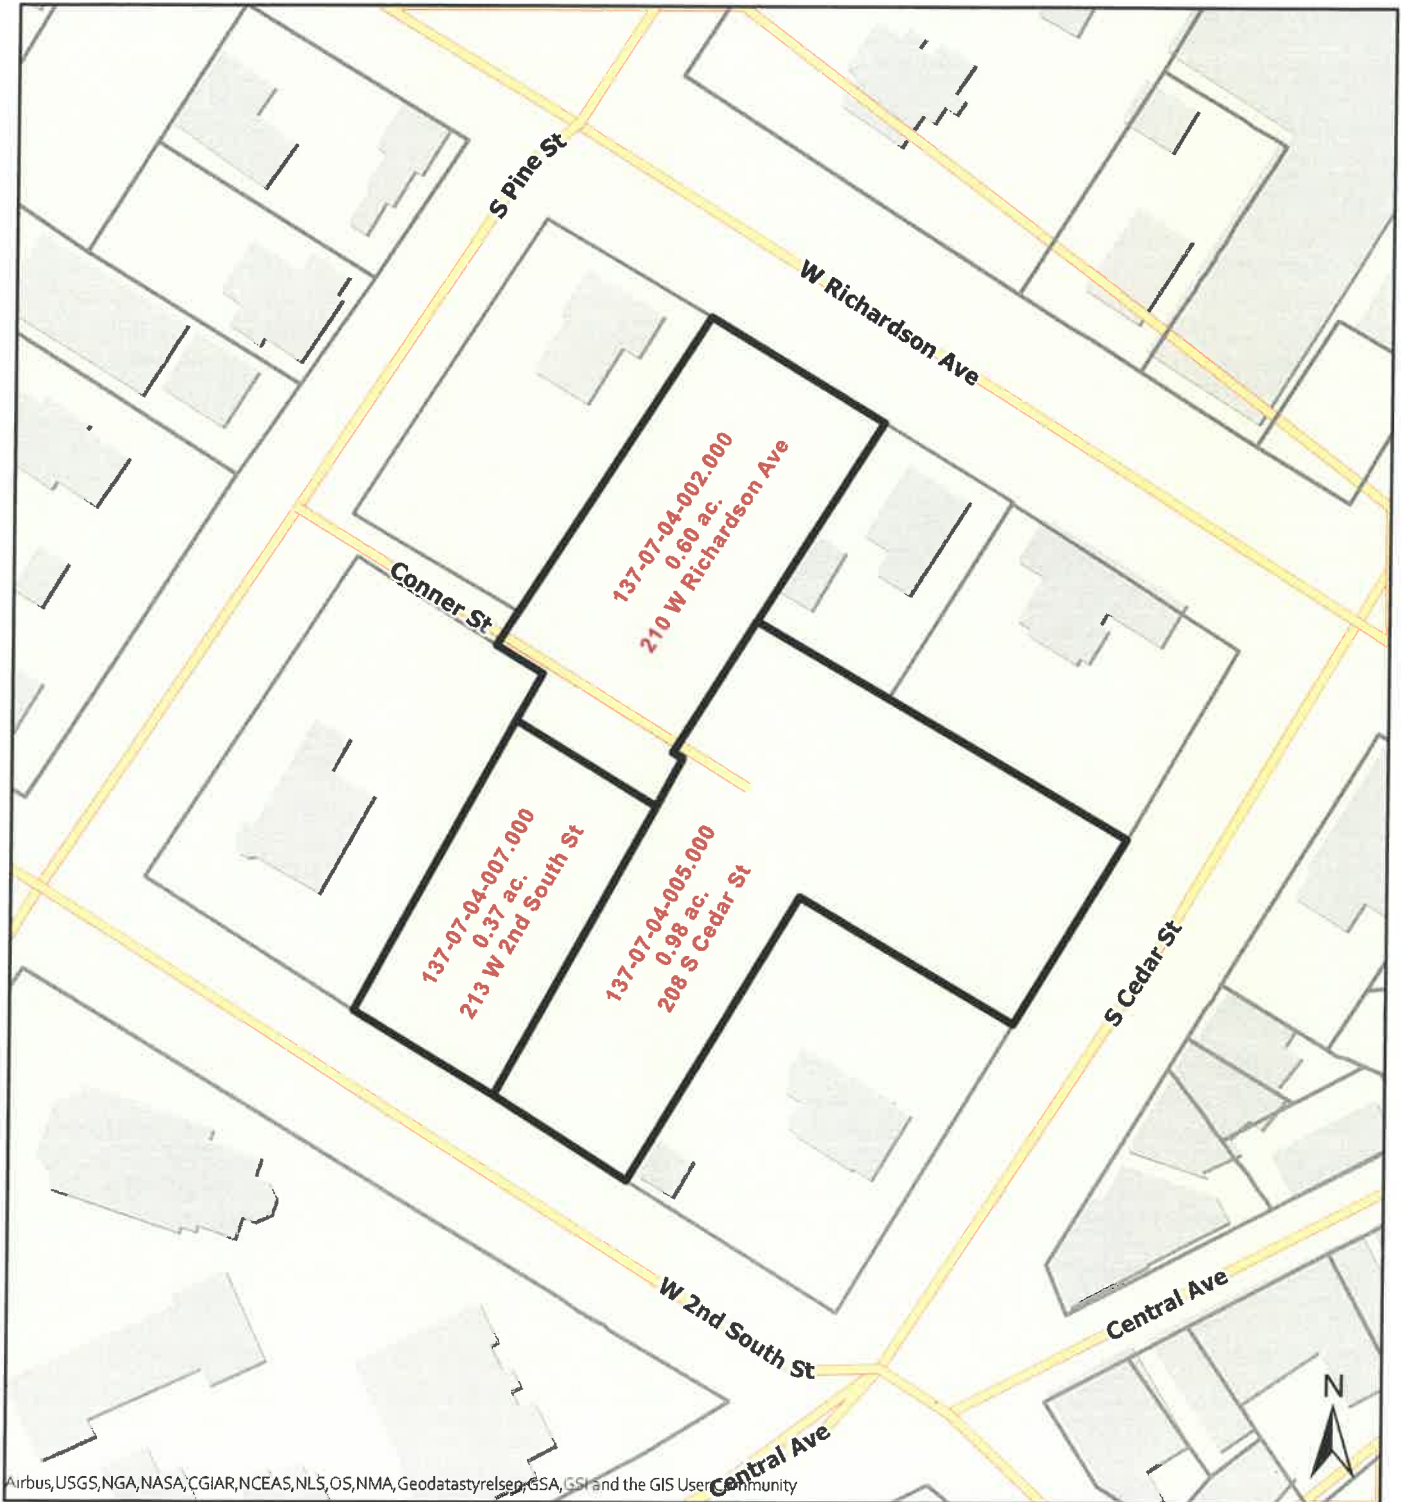 S Pine St
W Richardson Ave
137-07-04-002.000
0.60 ac.
210 W Richardson Ave
Conner St
137-07-04-007.000
0.37 ac.
213 W 2nd South St
137-07-04-005.000
0.98 ac.
208 S Cedar St
S Cedar St
W 2nd South St
Central Ave
Central Ave
N
Airbus,USGS,NGA,NASA,CGIAR,NCEAS,NLS,OS,NMA,Geodatastyrelsen,GSA,GSI and the GIS User Community